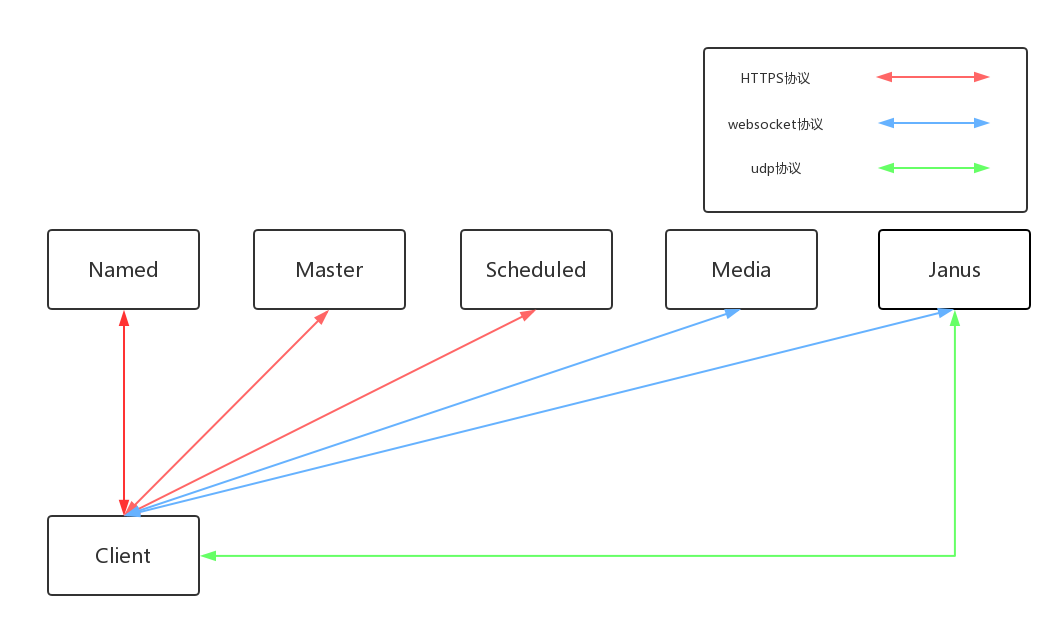 HTTPS协议
websocket协议
udp协议
Named
Master
Scheduled
Media
Janus
Client